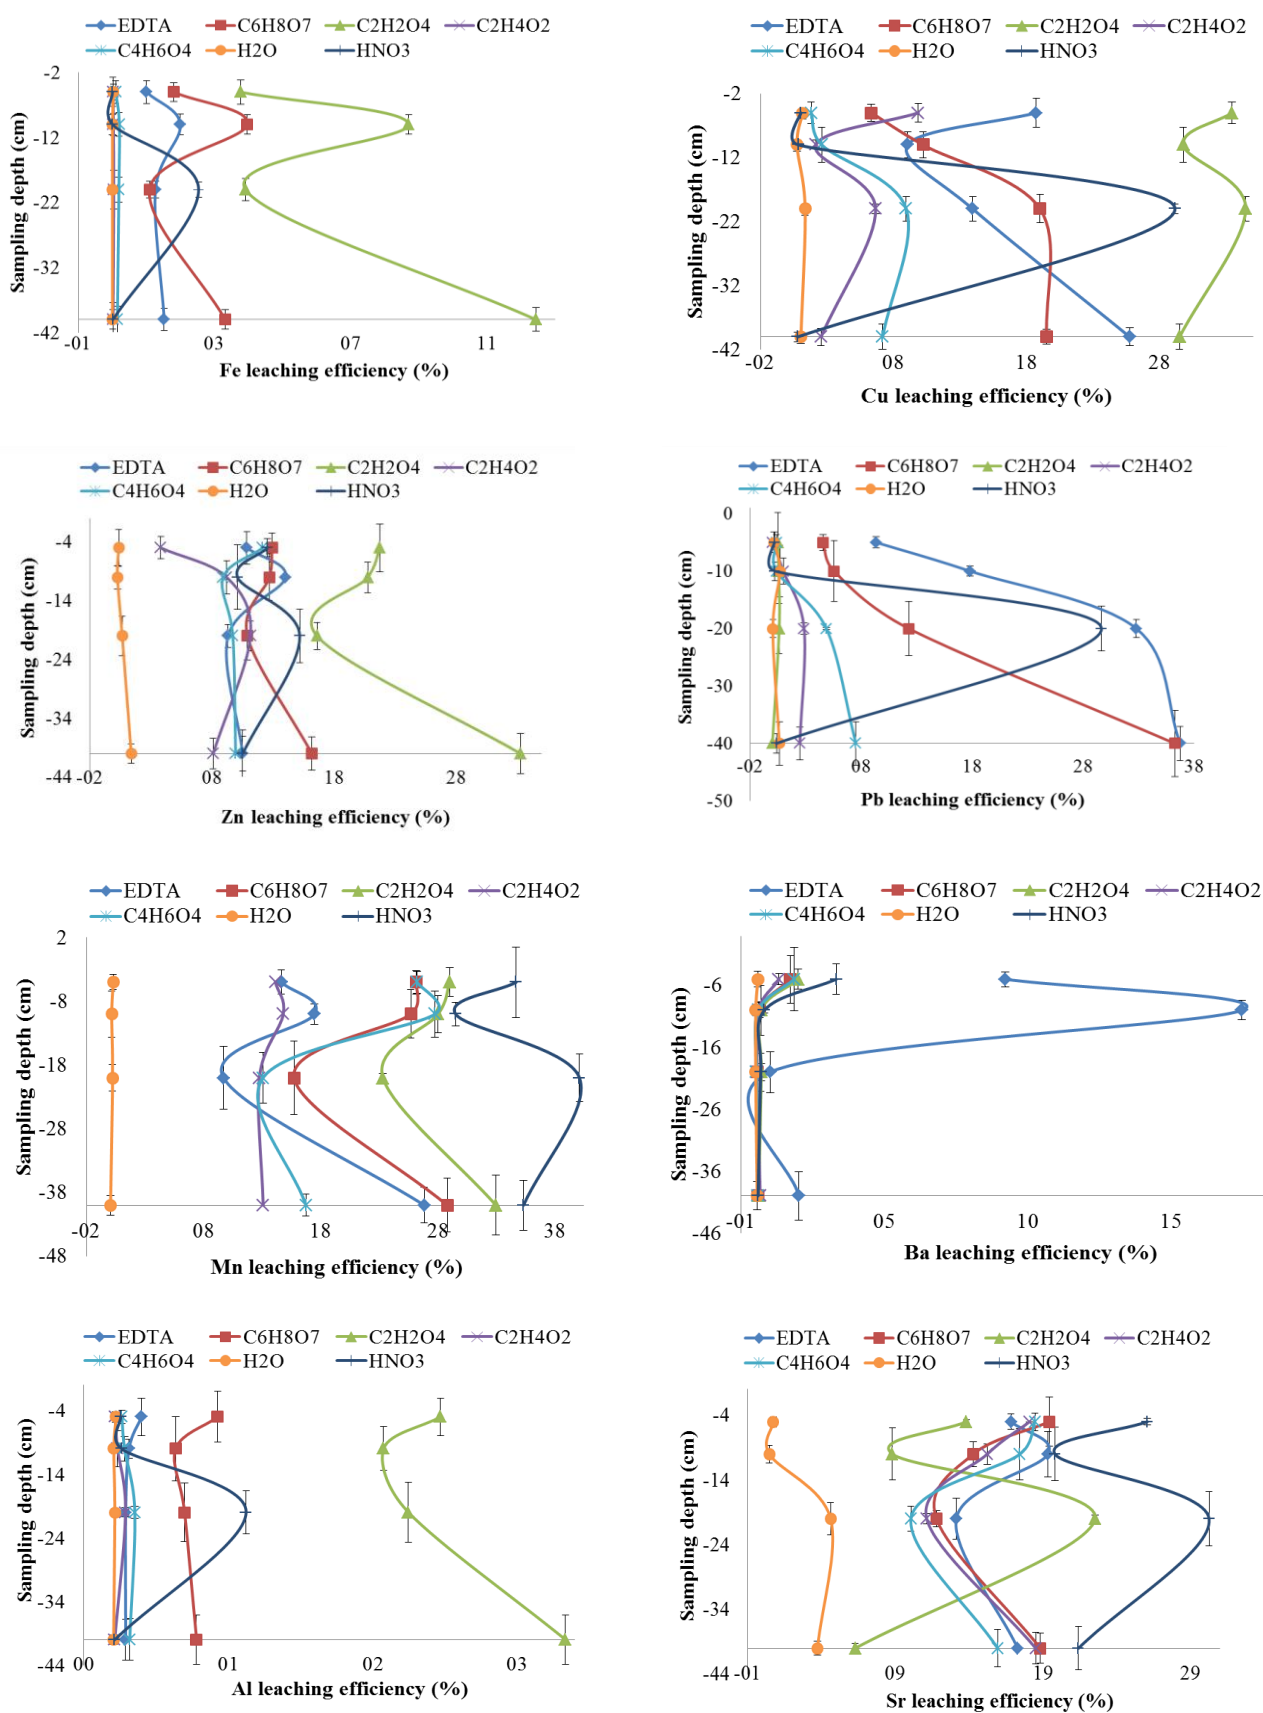 EDTA C6H8O7 C2H2O4 C2H4O2
C4H6O4 H2O HNO3
-2
-12
-22
-32
-42
Sampling depth (cm)
-01 03 07 11
Fe leaching efficiency (%)
EDTA C6H8O7 C2H2O4 C2H4O2
C4H6O4 H2O HNO3
-2
-12
-22
-32
-42
Sampling depth (cm)
-02 08 18 28
Cu leaching efficiency (%)
EDTA C6H8O7 C2H2O4 C2H4O2
C4H6O4 H2O HNO3
-4
-14
-24
-34
-44
Sampling depth (cm)
-02 08 18 28
Zn leaching efficiency (%)
EDTA C6H8O7 C2H2O4 C2H4O2
C4H6O4 H2O HNO3
0
-10
-20
-30
-40
-50
Sampling depth (cm)
-02 08 18 28 38
Pb leaching efficiency (%)
EDTA C6H8O7 C2H2O4 C2H4O2
C4H6O4 H2O HNO3
2
-8
-18
-28
-38
-48
Sampling depth (cm)
-02 08 18 28 38
Mn leaching efficiency (%)
EDTA C6H8O7 C2H2O4 C2H4O2
C4H6O4 H2O HNO3
-6
-16
-26
-36
-46
Sampling depth (cm)
-01 05 10 15
Ba leaching efficiency (%)
EDTA C6H8O7 C2H2O4 C2H4O2
C4H6O4 H2O HNO3
-4
-14
-24
-34
-44
Sampling depth (cm)
00 01 02 03
Al leaching efficiency (%)
EDTA C6H8O7 C2H2O4 C2H4O2
C4H6O4 H2O HNO3
-4
-14
-24
-34
-44
Sampling depth (cm)
-01 09 19 29
Sr leaching efficiency (%)